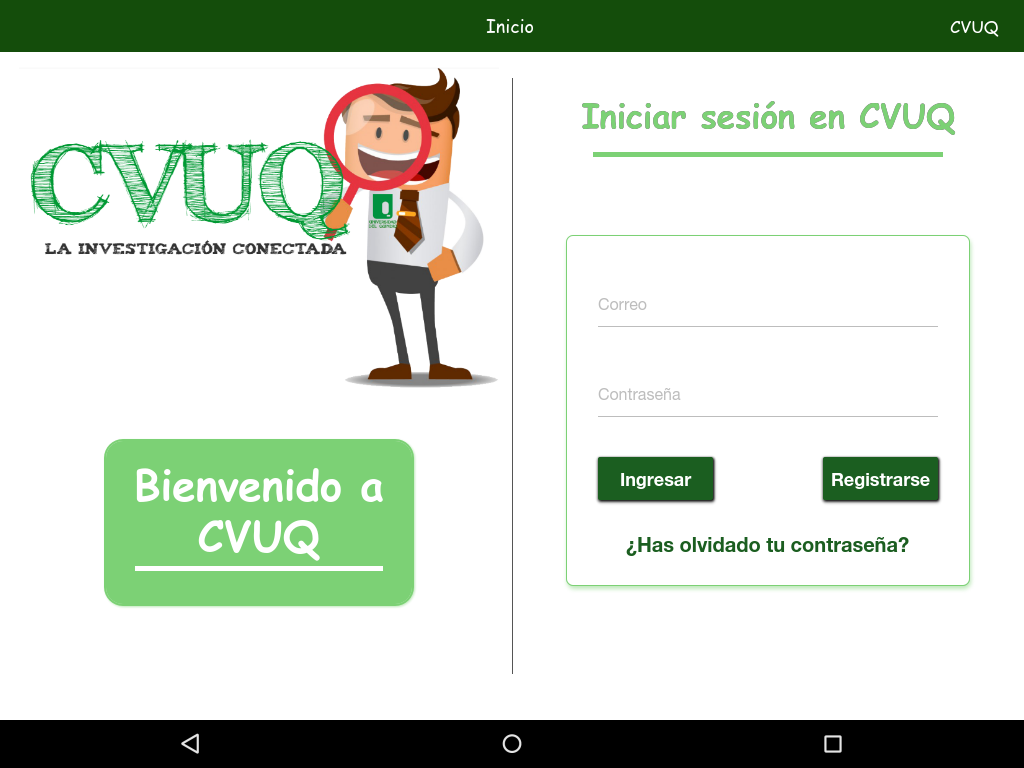 Inicio
CVUQ
CVUQ
LA INVESTIGACIÓN CONECTADA
Bienvenido a
CVUQ
Iniciar sesión en CVUQ
Correo
Contraseña
Ingresar
Registrarse
¿Has olvidado tu contraseña?